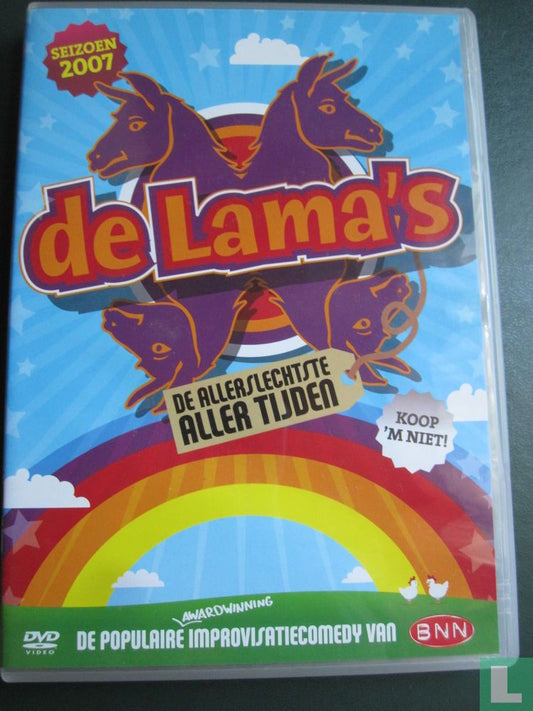 SEIZOEN
2007
de Lama's
DE ALLERSLECHTSTE
ALLER TIJDEN
KOOP
'M NIET!
AWARDWINNING
DE POPULAIRE IMPROVISATIECOMEDY VAN
BNN
DVD
VIDEO
L